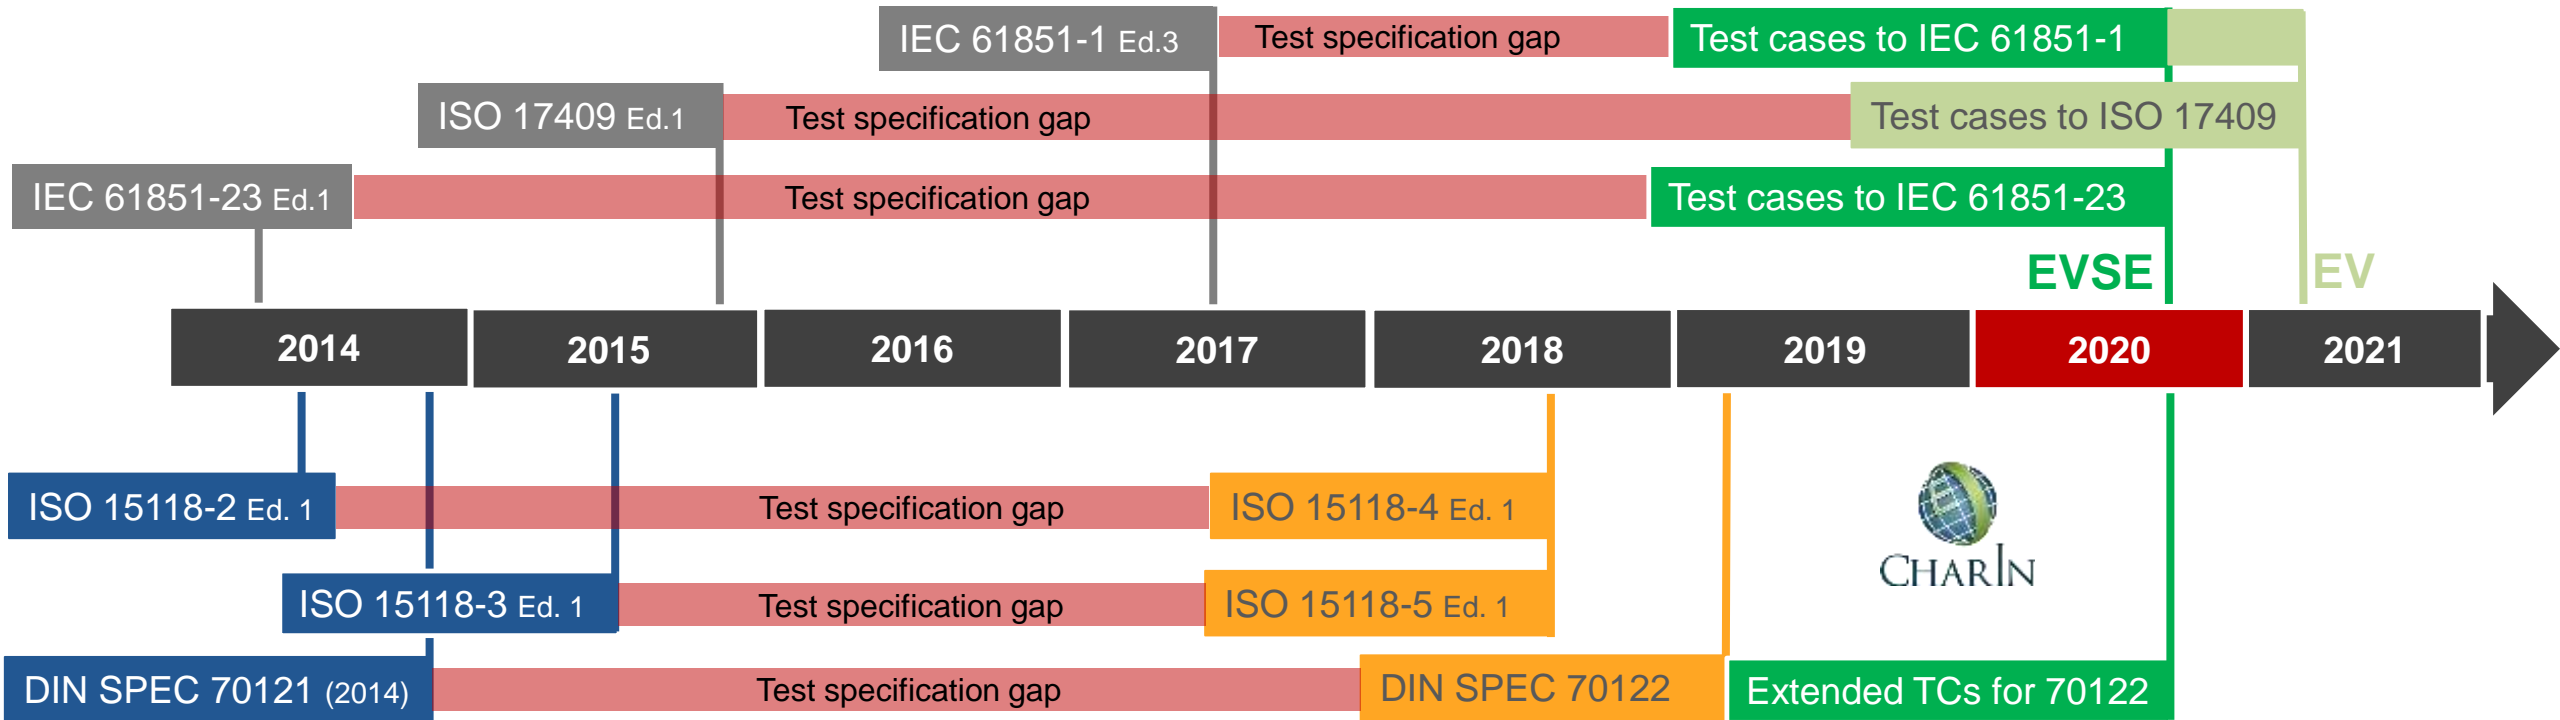 IEC 61851-1 Ed.3 Test specification gap Test cases to IEC 61851-1
ISO 17409 Ed.1 Test specification gap Test cases to ISO 17409
IEC 61851-23 Ed.1 Test specification gap Test cases to IEC 61851-23
EVSE EV
2014 2015 2016 2017 2018 2019 2020 2021
ISO 15118-2 Ed. 1 Test specification gap ISO 15118-4 Ed. 1
CHARIN
ISO 15118-3 Ed. 1 Test specification gap ISO 15118-5 Ed. 1
DIN SPEC 70121 (2014) Test specification gap DIN SPEC 70122 Extended TCs for 70122